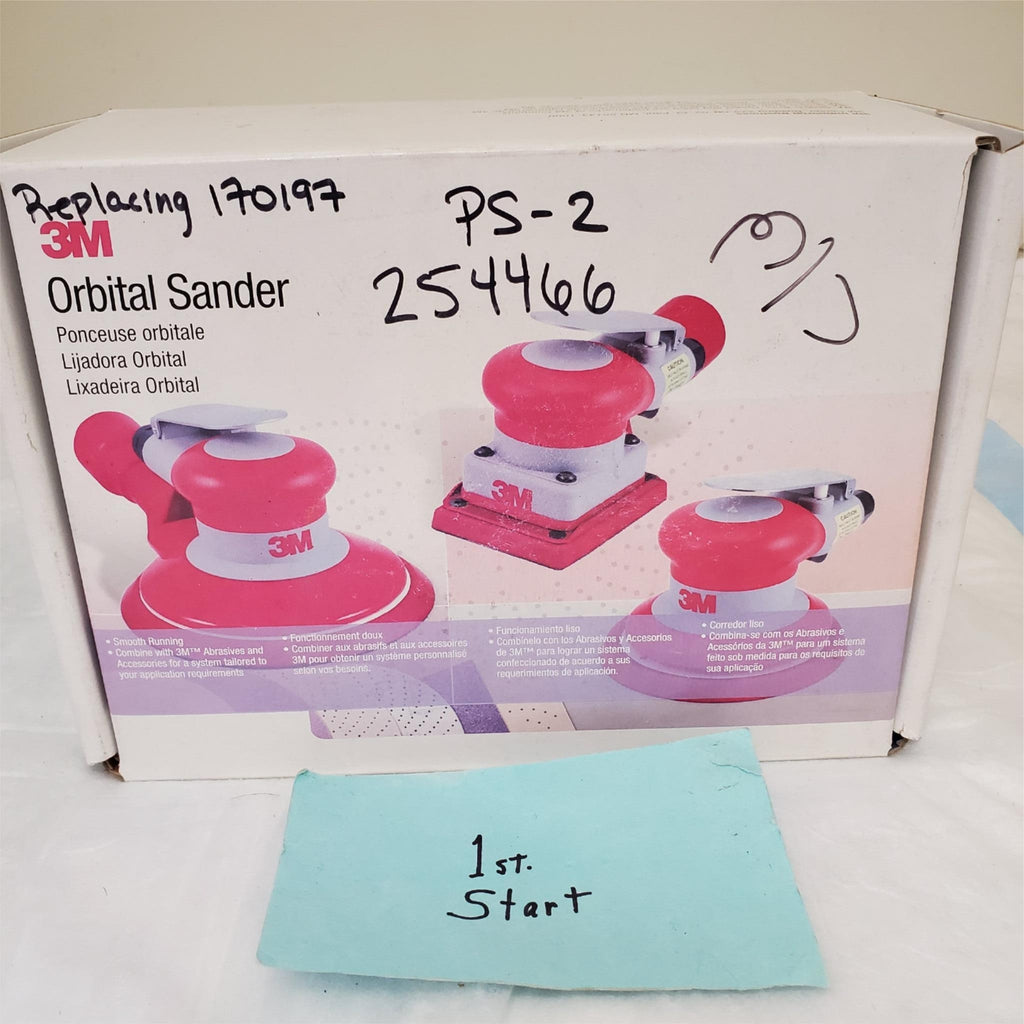 Replacing 170197
PS-2
254466
3M
Orbital Sander
Ponceuse orbitale
Lijadora Orbital
Lixadeira Orbital
CAUTION
3M
3M
CAUTION
3M
• Smooth Running
• Combine with 3M™ Abrasives and
Accessories for a system tailored to
your application requirements
• Fonctionnement doux
• Combiner aux abrasifs et aux accessoires
3M pour obtenir un système personnalisé
selon vos besoins.
• Funcionamiento liso
• Combínelo con los Abrasivos y Accesorios
de 3M™ para lograr un sistema
confeccionado de acuerdo a sus
requerimientos de aplicación.
• Corredor liso
• Combina-se com os Abrasivos e
Acessórios da 3M™ para um sistema
feito sob medida para os requisitos de
sua aplicação
1st.
Start